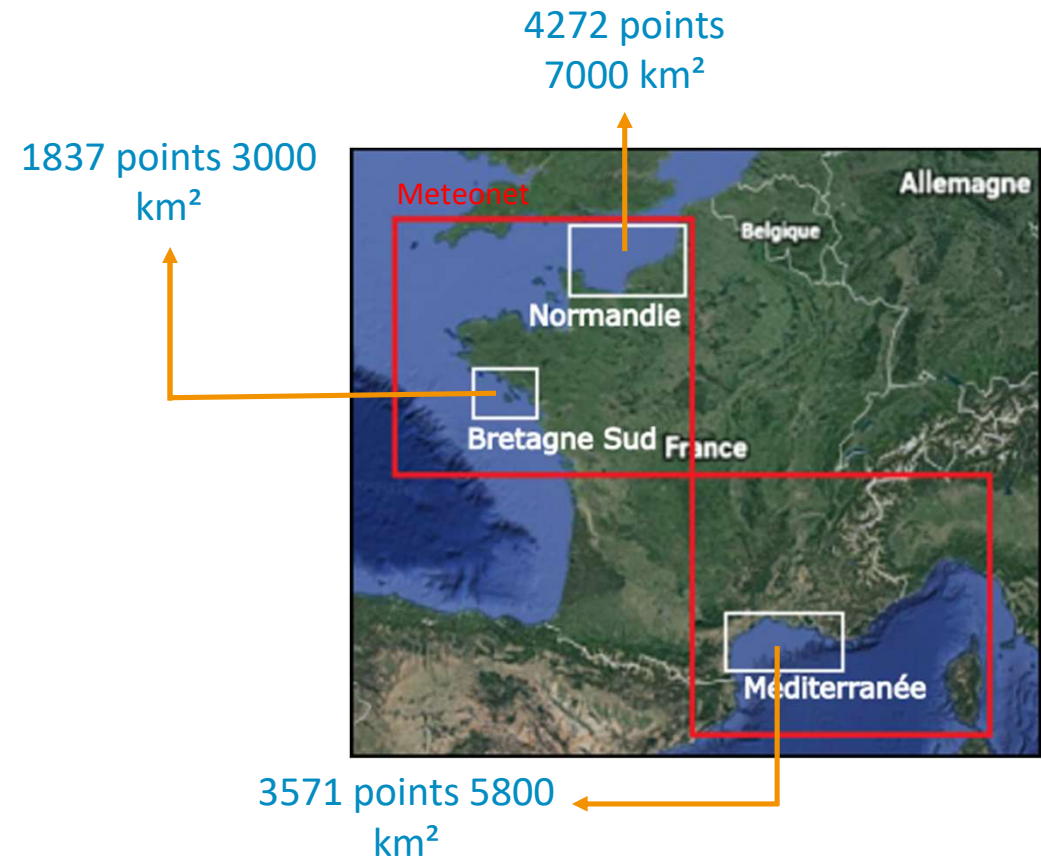 4272 points
7000 km²
1837 points 3000
km²
Meteonet
Allemagne
Belgique
Normandie
Bretagne Sud
France
Méditerranée
3571 points 5800
km²